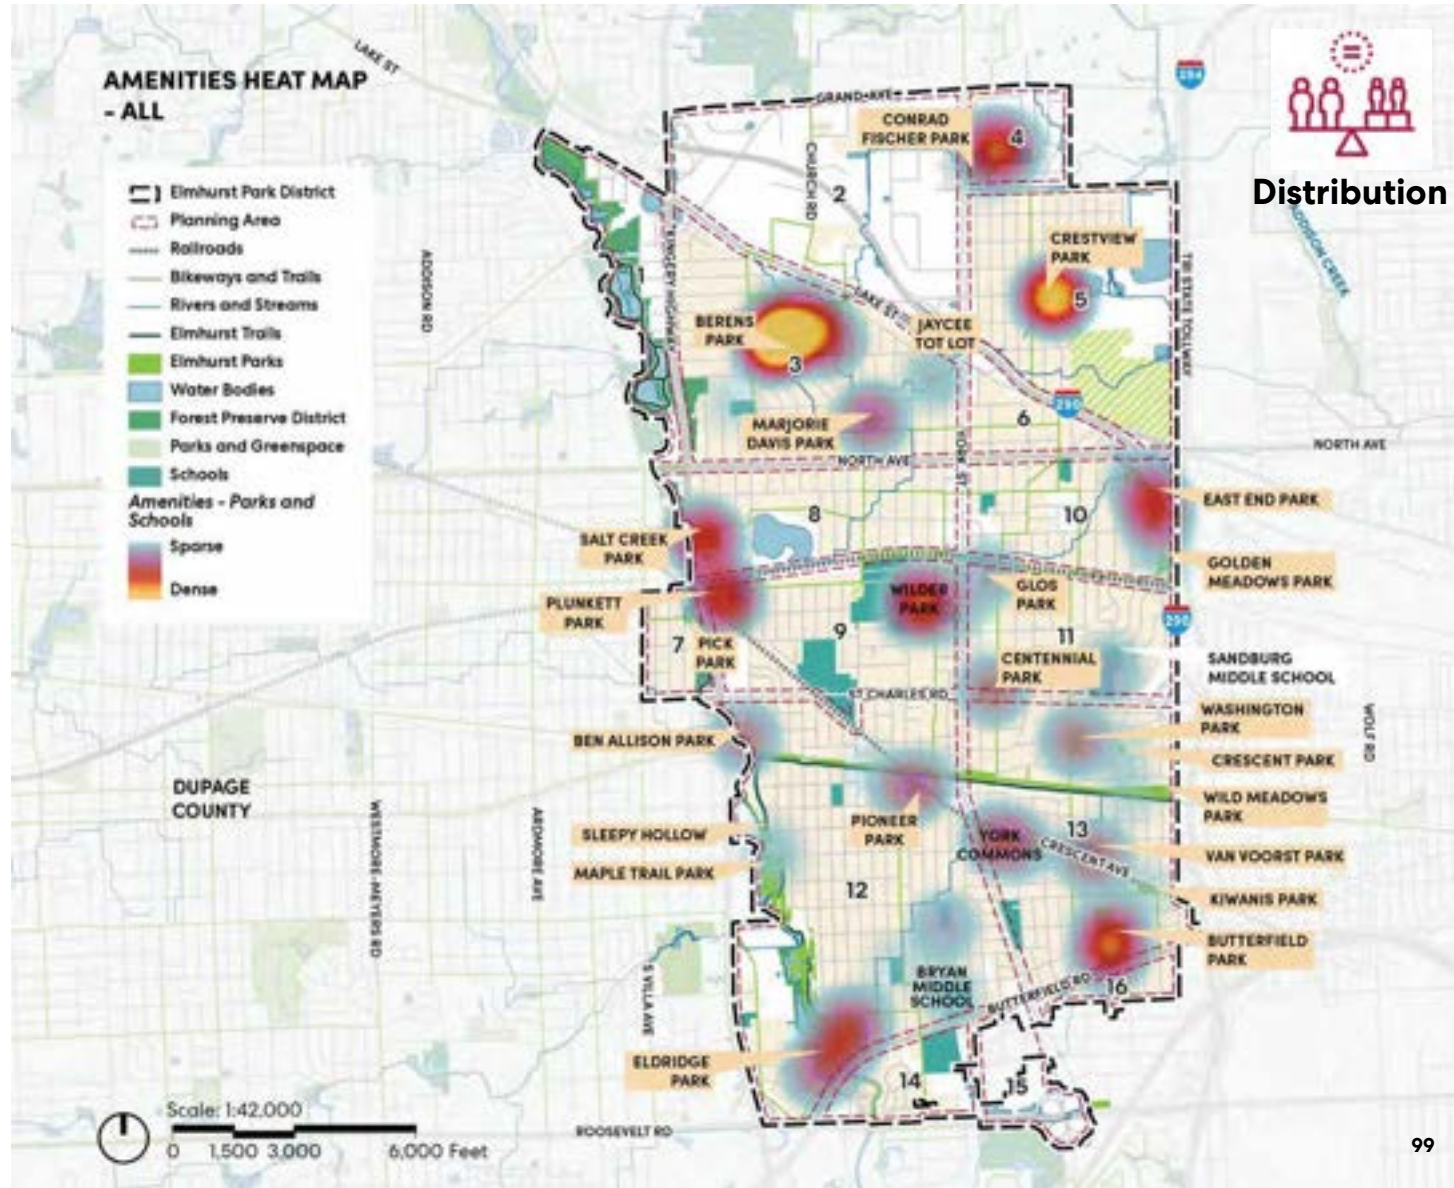 AMENITIES HEAT MAP
- ALL
Elmhurst Park District
Planning Area
Railroads
Bikeways and Trails
Rivers and Streams
Elmhurst Trails
Elmhurst Parks
Water Bodies
Forest Preserve District
Parks and Greenspace
Schools
Amenities - Parks and
Schools
Sparse
Dense
Distribution
LAKE ST
GRAND AVE
294
CONRAD
FISCHER PARK
4
CHURCH RD
2
ADDISON CREEK
CRESTVIEW
PARK
5
ADDISON RD
KINGERY HIGHWAY
TRI STATE TOLLWAY
LAKE ST
BERENS
PARK
3
JAYCEE
TOT LOT
290
6
MARJORIE
DAVIS PARK
YORK ST
NORTH AVE
NORTH AVE
EAST END PARK
8
10
SALT CREEK
PARK
GOLDEN
MEADOWS PARK
PLUNKETT
PARK
WILDER
PARK
GLOS
PARK
290
7
PICK
PARK
9
11
CENTENNIAL
PARK
SANDBURG
MIDDLE SCHOOL
ST CHARLES RD
WASHINGTON
PARK
WOLF RD
BEN ALLISON PARK
CRESCENT PARK
DUPAGE
COUNTY
WILD MEADOWS
PARK
WESTMORE-MEYERS RD
ARDMORE AVE
SLEEPY HOLLOW
PIONEER
PARK
YORK
COMMONS
13
CRESCENT AVE
VAN VOORST PARK
MAPLE TRAIL PARK
12
KIWANIS PARK
BUTTERFIELD
PARK
S VILLA AVE
BRYAN
MIDDLE
SCHOOL
BUTTERFIELD RD
16
ELDRIDGE
PARK
14
15
Scale: 1:42,000
0 1,500 3,000 6,000 Feet
ROOSEVELT RD
99